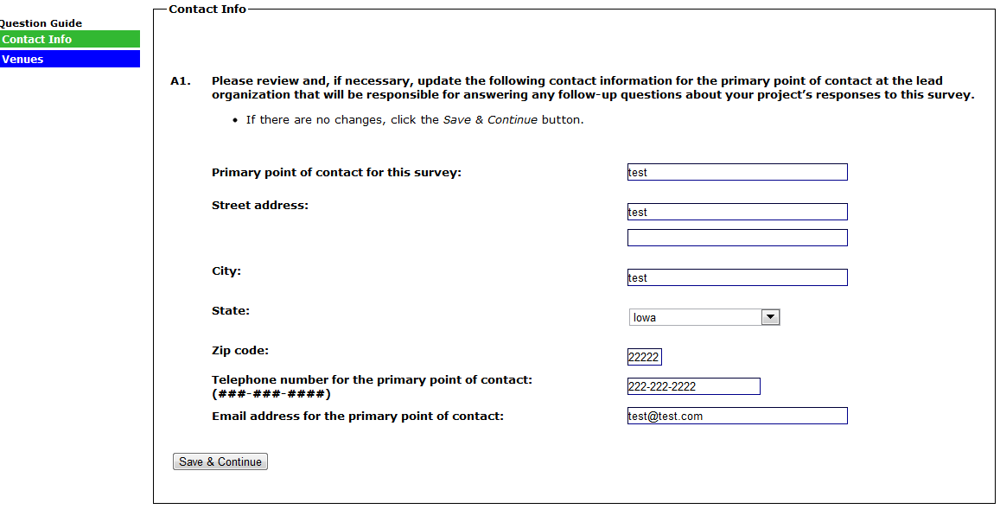 Contact Info
Question Guide
Contact Info
Venues
A1. Please review and, if necessary, update the following contact information for the primary point of contact at the lead
organization that will be responsible for answering any follow-up questions about your project’s responses to this survey.
• If there are no changes, click the Save & Continue button.
Primary point of contact for this survey: test
Street address: test
City: test
State: Iowa
Zip code: 22222
Telephone number for the primary point of contact: 222-222-2222
(###-###-####)
Email address for the primary point of contact: test@test.com
Save & Continue